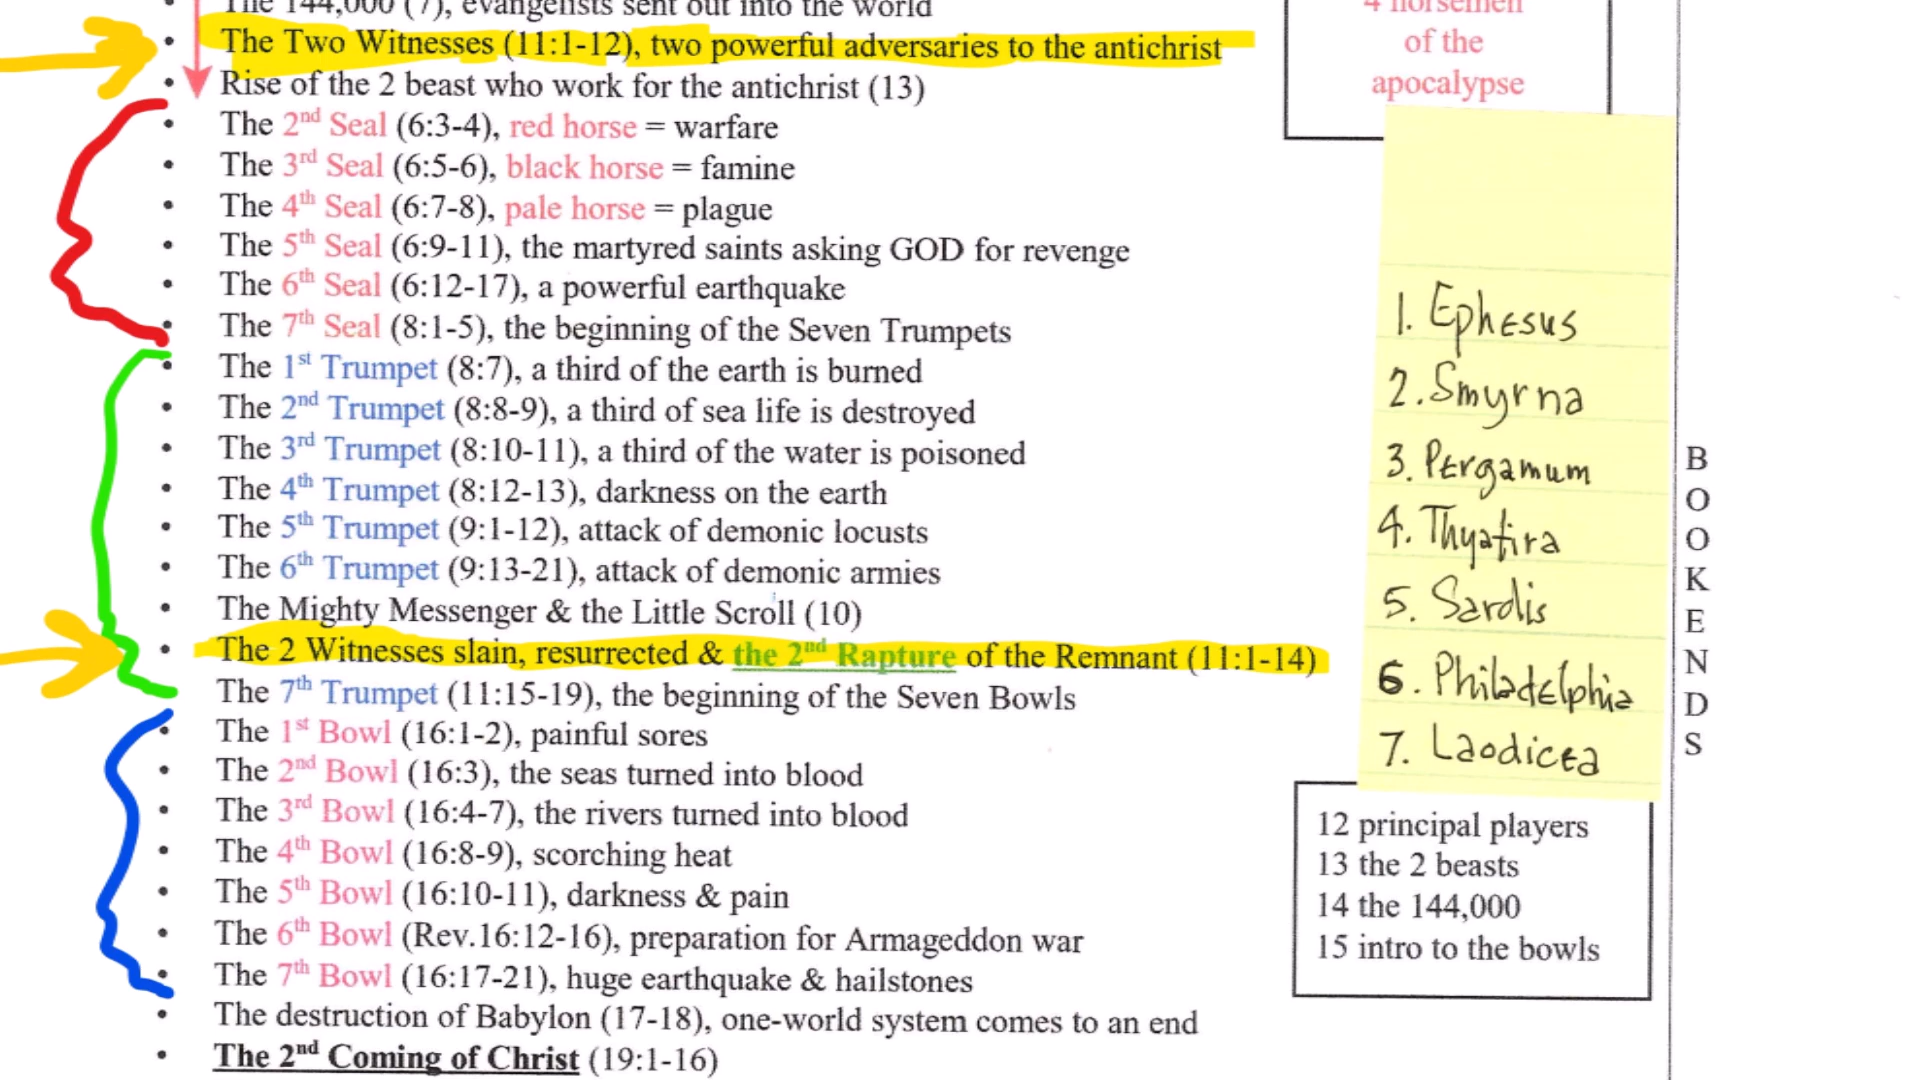 The 144,000 (7), evangelists sent out into the world
• The Two Witnesses (11:1-12), two powerful adversaries to the antichrist
• Rise of the 2 beast who work for the antichrist (13)
• The 2nd Seal (6:3-4), red horse = warfare
• The 3rd Seal (6:5-6), black horse = famine
• The 4th Seal (6:7-8), pale horse = plague
• The 5th Seal (6:9-11), the martyred saints asking GOD for revenge
• The 6th Seal (6:12-17), a powerful earthquake
• The 7th Seal (8:1-5), the beginning of the Seven Trumpets
• The 1st Trumpet (8:7), a third of the earth is burned
• The 2nd Trumpet (8:8-9), a third of sea life is destroyed
• The 3rd Trumpet (8:10-11), a third of the water is poisoned
• The 4th Trumpet (8:12-13), darkness on the earth
• The 5th Trumpet (9:1-12), attack of demonic locusts
• The 6th Trumpet (9:13-21), attack of demonic armies
• The Mighty Messenger & the Little Scroll (10)
• The 2 Witnesses slain, resurrected & the 2nd Rapture of the Remnant (11:1-14)
The 7th Trumpet (11:15-19), the beginning of the Seven Bowls
• The 1st Bowl (16:1-2), painful sores
• The 2nd Bowl (16:3), the seas turned into blood
• The 3rd Bowl (16:4-7), the rivers turned into blood
• The 4th Bowl (16:8-9), scorching heat
• The 5th Bowl (16:10-11), darkness & pain
• The 6th Bowl (Rev.16:12-16), preparation for Armageddon war
• The 7th Bowl (16:17-21), huge earthquake & hailstones
• The destruction of Babylon (17-18), one-world system comes to an end
• The 2nd Coming of Christ (19:1-16)
4 horsemen
of the
apocalypse
1. Ephesus
2. Smyrna
3. Pergamum
4. Thyatira
5. Sardis
6. Philadelphia
7. Laodicea
12 principal players
13 the 2 beasts
14 the 144,000
15 intro to the bowls
B
O
O
K
E
N
D
S